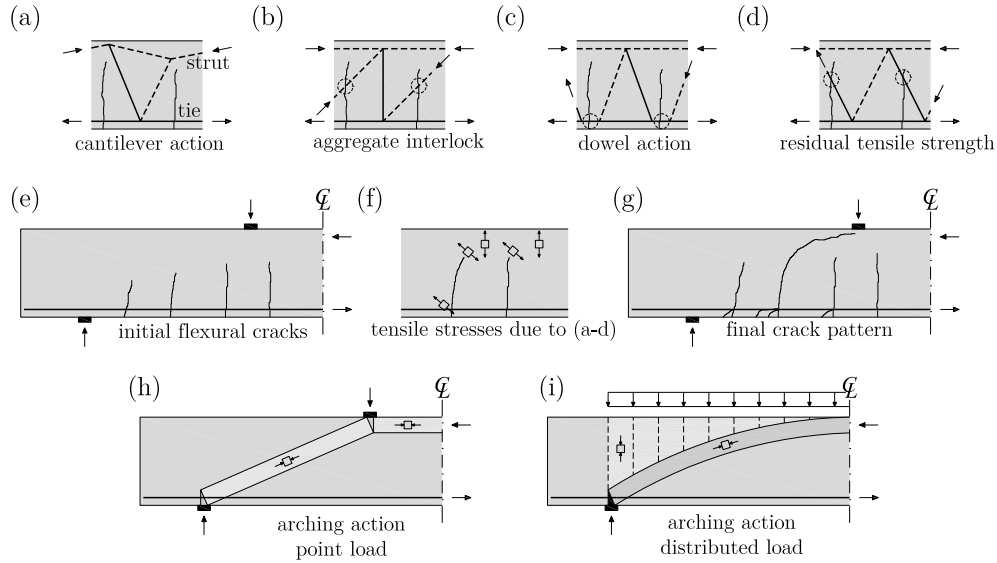 (a)
(b)
(c)
(d)
strut
tie
cantilever action
aggregate interlock
dowel action
residual tensile strength
(e)
℄
(f)
(g)
℄
initial flexural cracks
tensile stresses due to (a-d)
final crack pattern
(h)
℄
(i)
℄
arching action
point load
arching action
distributed load